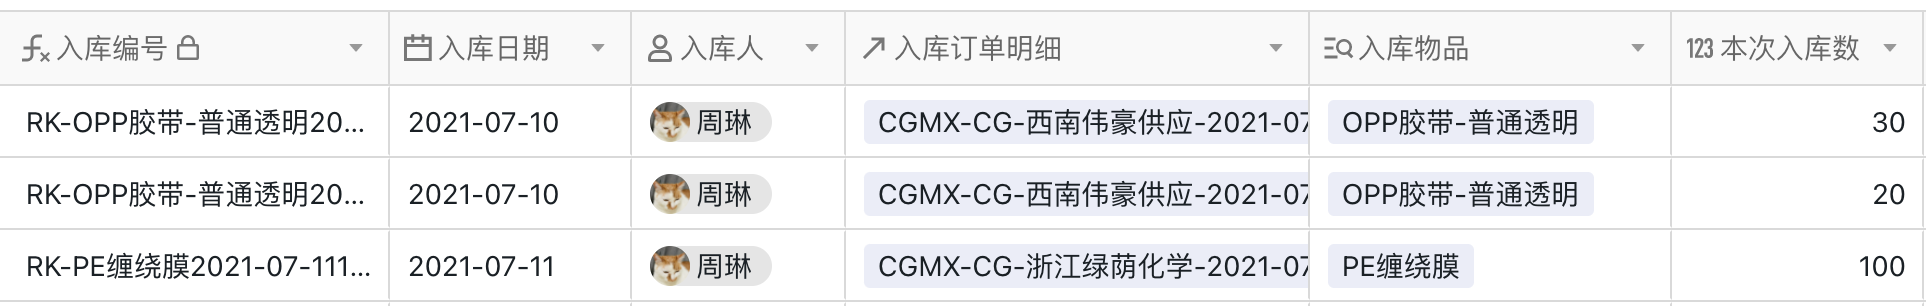 入库编号 入库日期 入库人 入库订单明细 入库物品 123 本次入库数
RK-OPP胶带-普通透明20... 2021-07-10 周琳 CGMX-CG-西南伟豪供应-2021-07 OPP胶带-普通透明 30
RK-OPP胶带-普通透明20... 2021-07-10 周琳 CGMX-CG-西南伟豪供应-2021-07 OPP胶带-普通透明 20
RK-PE缠绕膜2021-07-111... 2021-07-11 周琳 CGMX-CG-浙江绿荫化学-2021-07 PE缠绕膜 100